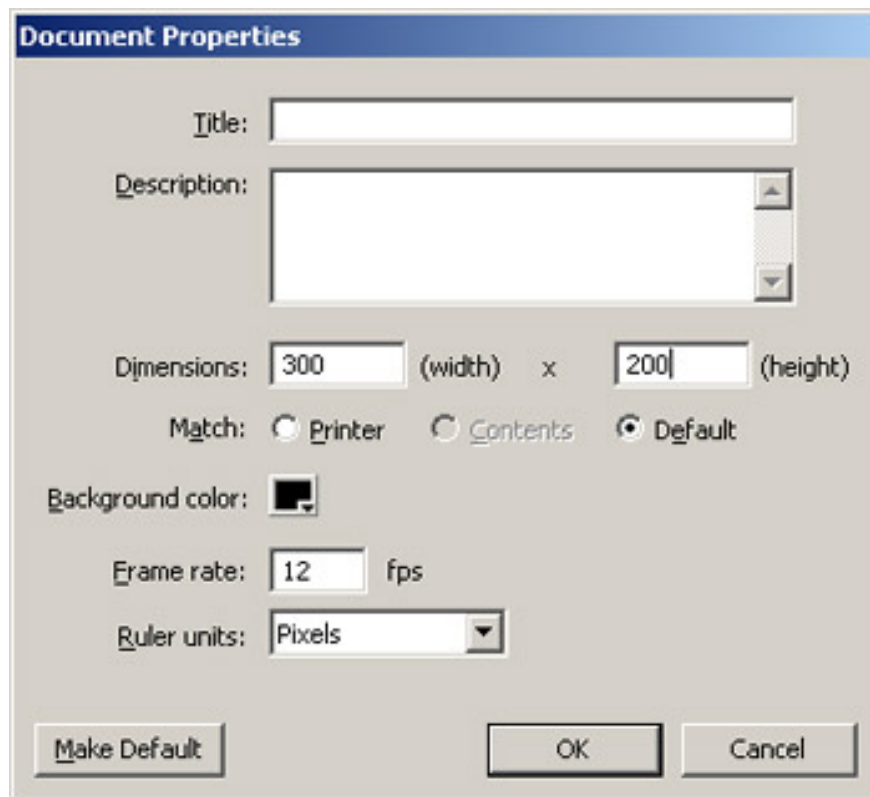 Document Properties
Title:
Description:
Dimensions: 300 (width) x 200 (height)
Match: Printer Contents Default
Background color:
Frame rate: 12 fps
Ruler units: Pixels
Make Default OK Cancel